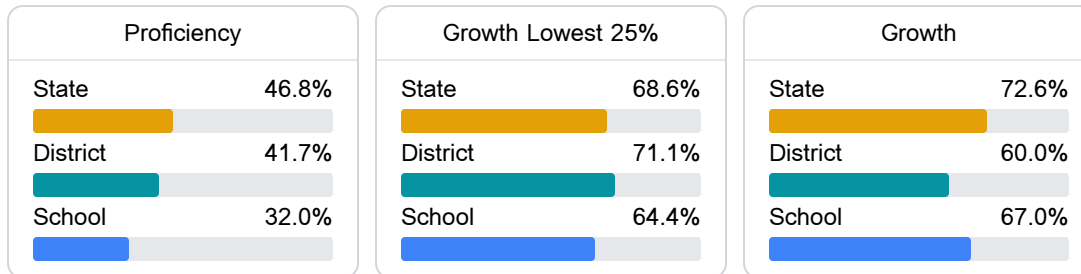 Proficiency
State 46.8%
District 41.7%
School 32.0%
Growth Lowest 25%
State 68.6%
District 71.1%
School 64.4%
Growth
State 72.6%
District 60.0%
School 67.0%